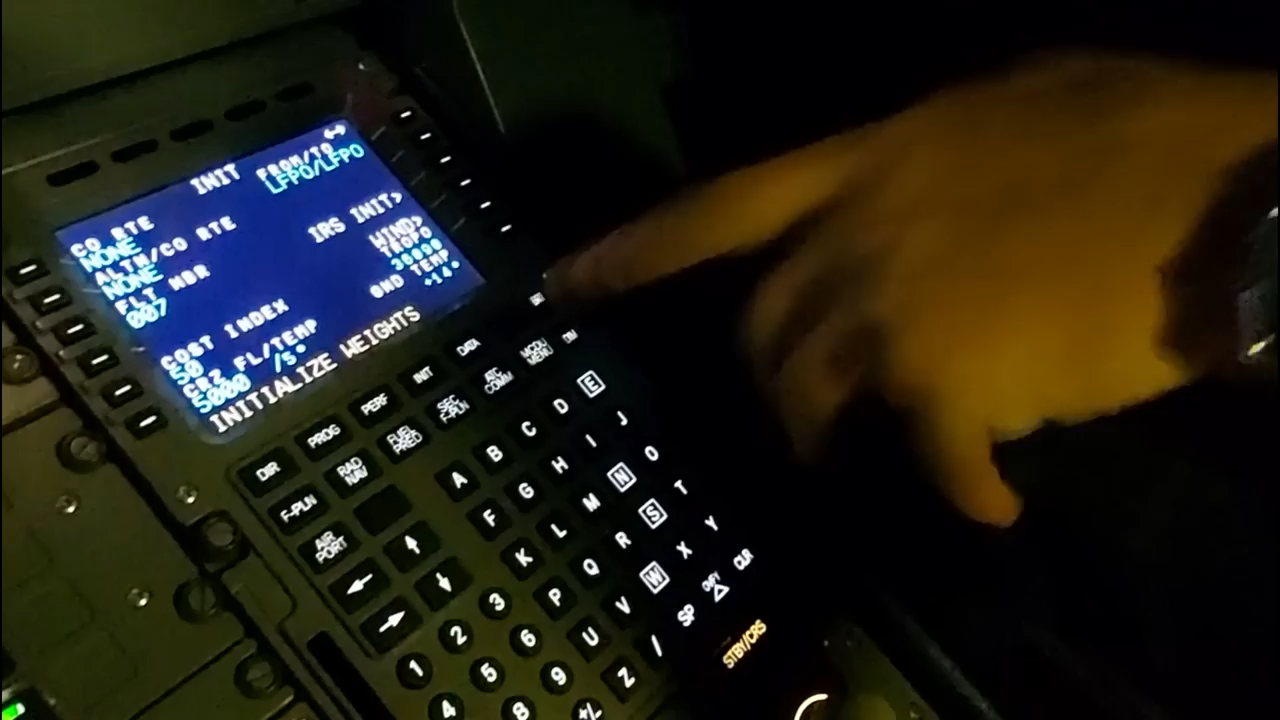 INIT
FROM/TO
CO RTE
LFPO/LFPO
NONE
ALTN/CO RTE
NONE
IRS INIT>
FLT NBR
WIND>
007
TROPO
36090
COST INDEX
GND TEMP
50
+14°
CRZ FL/TEMP
5000 /5°
INITIALIZE WEIGHTS
DIR PROG PERF INIT DATA
F-PLN RAD NAV FUEL PRED SEC F-PLN ATC COMM MCDU MENU
AIR PORT
← ↑
→ ↓
A B C D E
F G H I J
K L M N O
P Q R S T
U V W X Y
Z / SP OVFY △ CLR
1 2 3
4 5 6
8 9
+/-
STBY/CRS